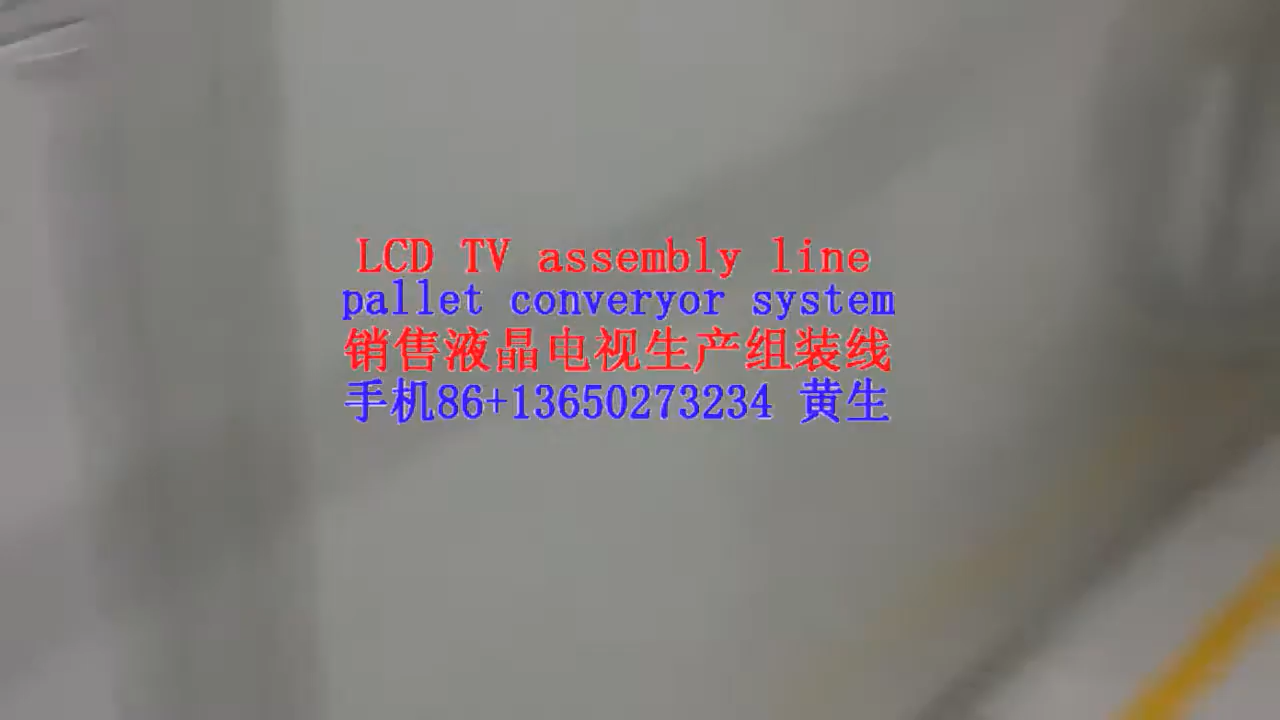 LCD TV assembly line
pallet converyor system
销售液晶电视生产组装线
手机86+13650273234 黄生